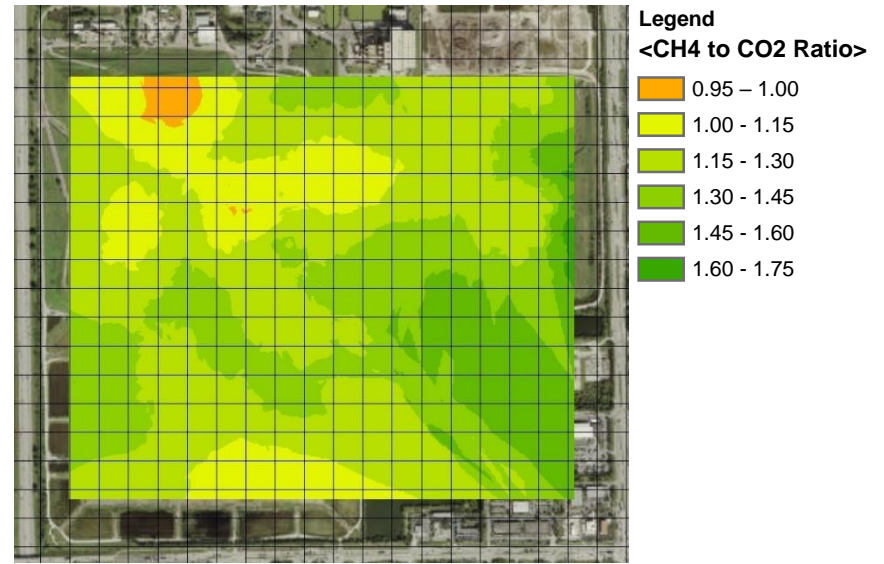 Legend
<CH4 to CO2 Ratio>
0.95 – 1.00
1.00 - 1.15
1.15 - 1.30
1.30 - 1.45
1.45 - 1.60
1.60 - 1.75